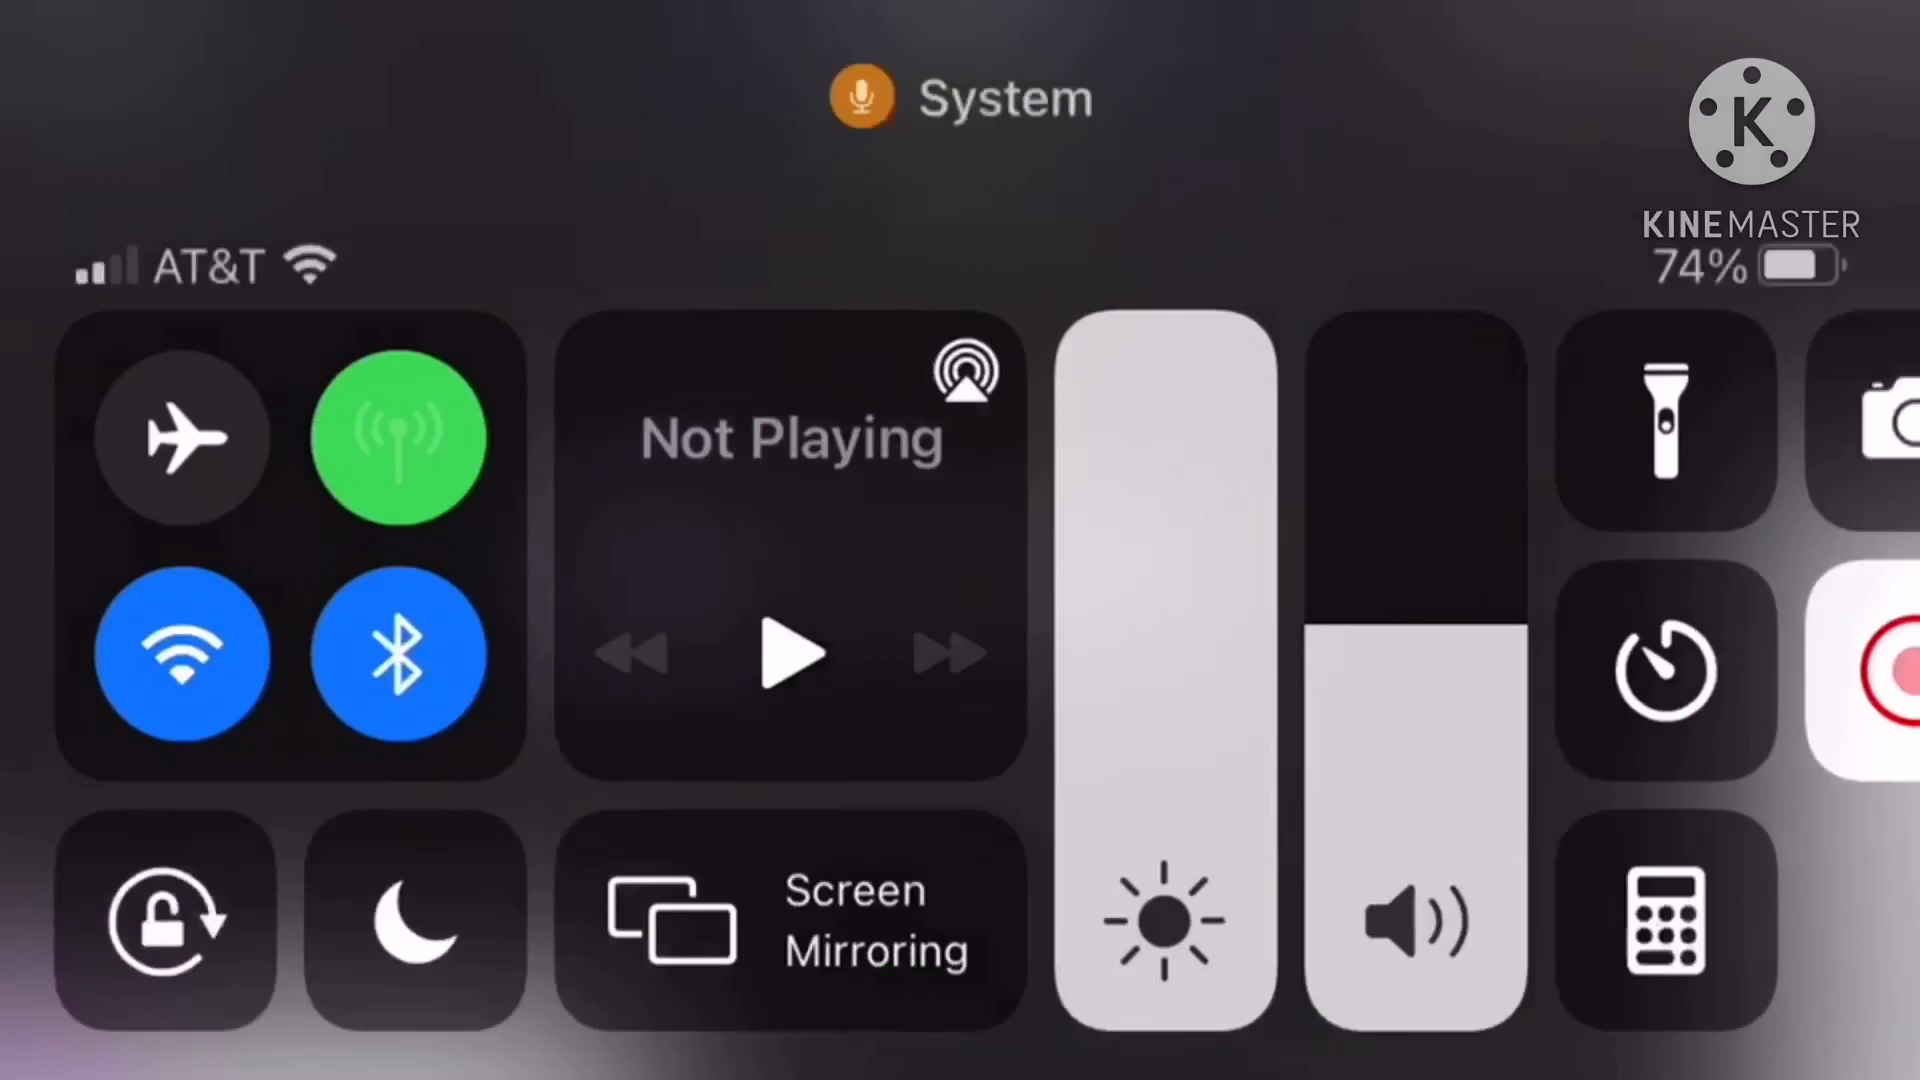 System
K
KINEMASTER
AT&T
74%
Not Playing
Screen
Mirroring